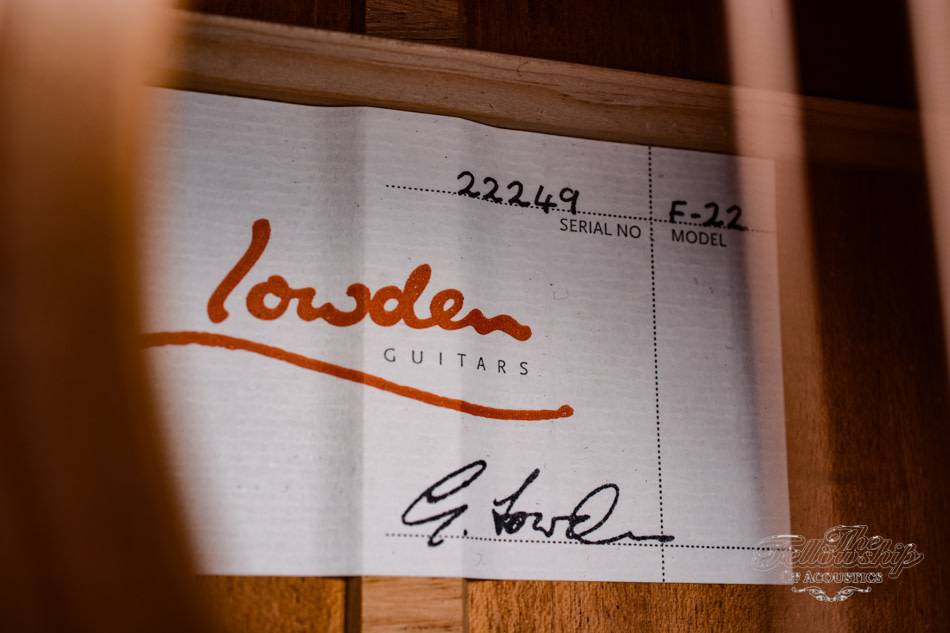 22249 F-22
SERIAL NO MODEL
Lowden
GUITARS
G. Lowden
The
Fellowship
OF ACOUSTICS